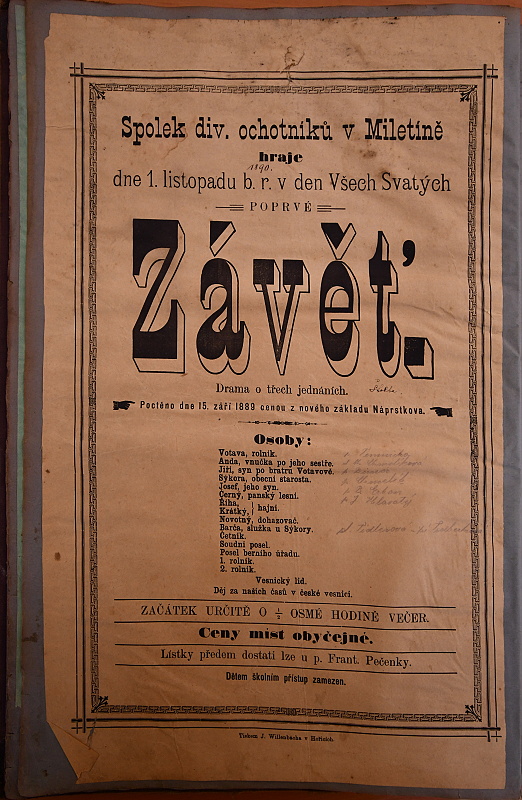 Spolek div. ochotníků v Miletíně
hraje
1890.
dne 1. listopadu b. r. v den Všech Svatých
POPRVÉ
Závěť.
Drama o třech jednáních.
Poctěno dne 15. září 1889 cenou z nového základu Náprstkova.
Osoby:
Votava, rolník.
Anda, vnučka po jeho sestře.
Jiří, syn po bratru Votavově.
Sýkora, obecní starosta.
Josef, jeho syn.
Černý, panský lesní.
Říha,
Krátký, } hajní.
Novotný, dohazovač.
Barča, služka u Sýkory.
Četník.
Soudní posel.
Posel berního úřadu.
1. rolník.
2. rolník.
Vesnický lid.
Děj za našich časů v české vesnici.
ZAČÁTEK URČITĚ O ½ OSMÉ HODINĚ VEČER.
Ceny míst obyčejné.
Lístky předem dostati lze u p. Frant. Pečenky.
Dětem školním přístup zamezen.
Tiskem J. Willenbacha v Hořicích.